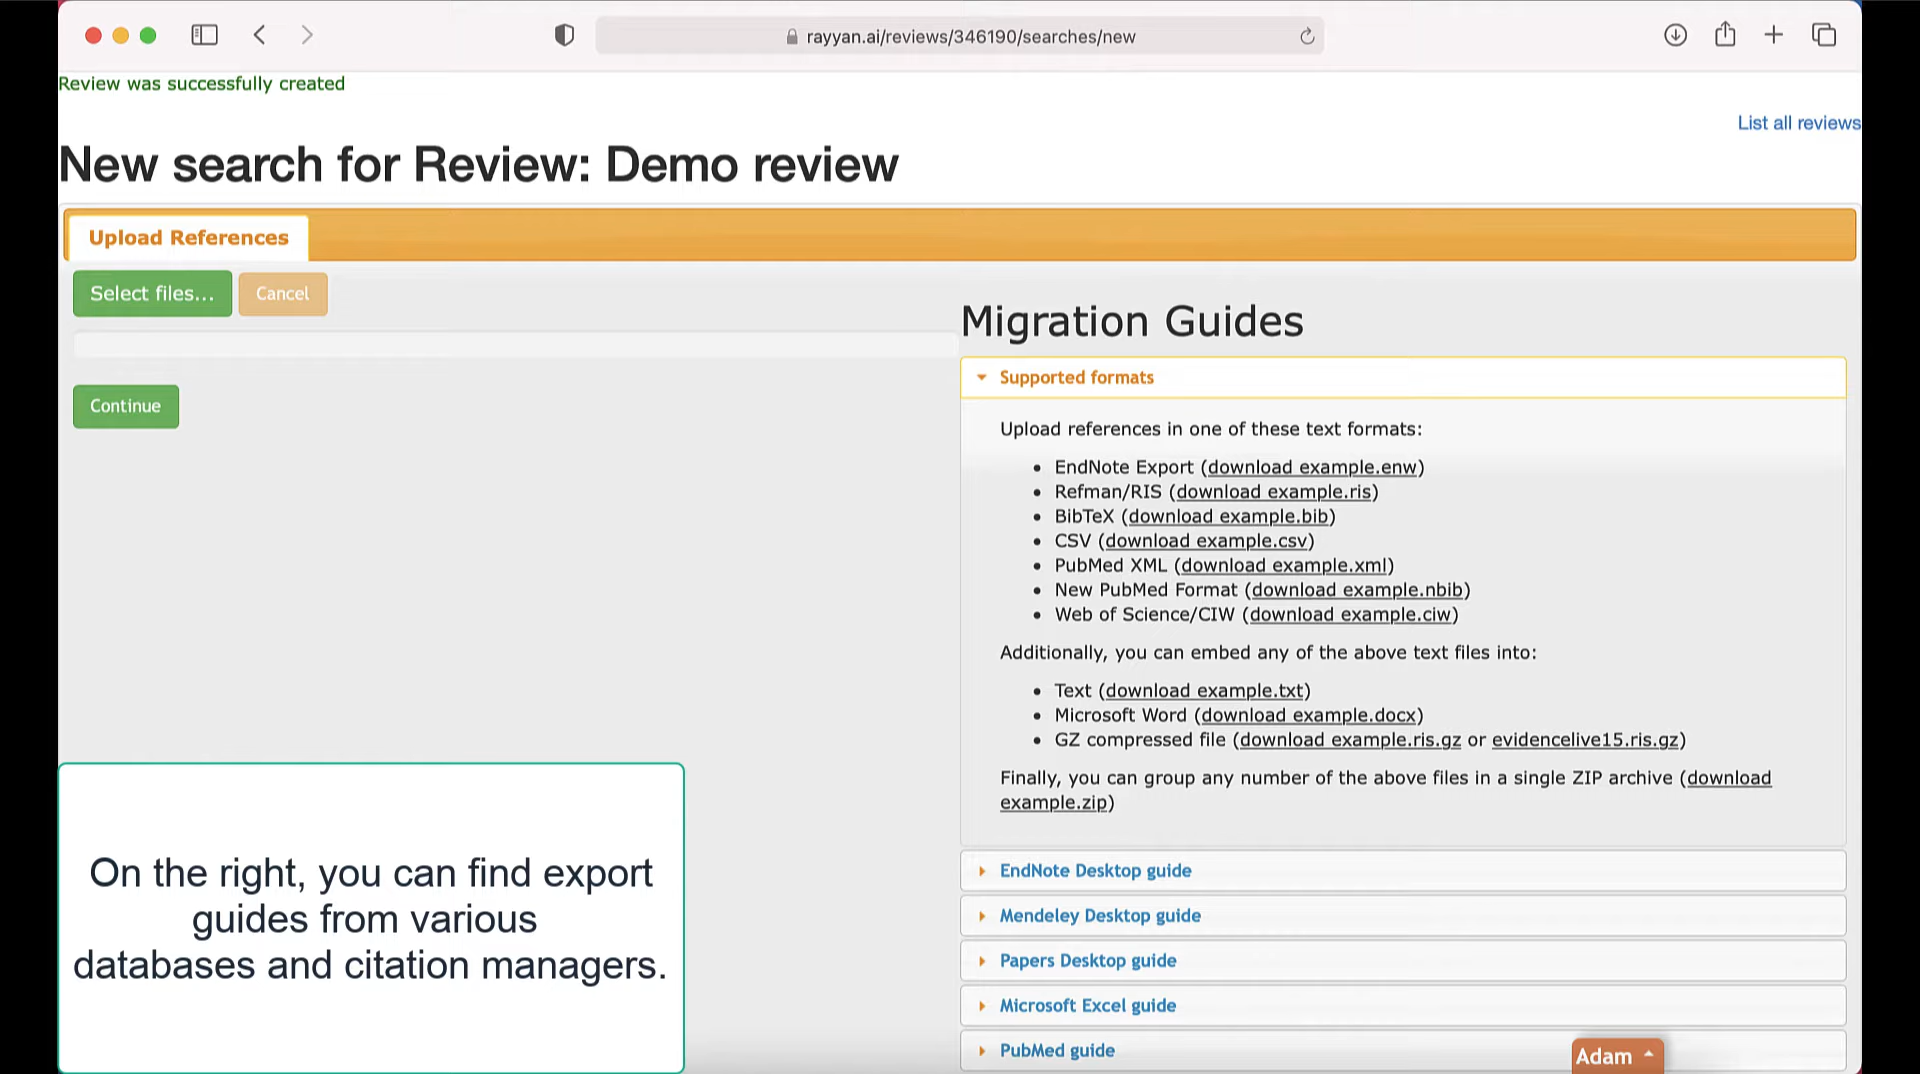 rayyan.ai/reviews/346190/searches/new
Review was successfully created
List all reviews
New search for Review: Demo review
Upload References
Select files...
Cancel
Continue
Migration Guides
Supported formats
Upload references in one of these text formats:
EndNote Export (download example.enw)
Refman/RIS (download example.ris)
BibTeX (download example.bib)
CSV (download example.csv)
PubMed XML (download example.xml)
New PubMed Format (download example.nbib)
Web of Science/CIW (download example.ciw)
Additionally, you can embed any of the above text files into:
Text (download example.txt)
Microsoft Word (download example.docx)
GZ compressed file (download example.ris.gz or evidencelive15.ris.gz)
Finally, you can group any number of the above files in a single ZIP archive (download
example.zip)
EndNote Desktop guide
Mendeley Desktop guide
Papers Desktop guide
Microsoft Excel guide
PubMed guide
Adam
On the right, you can find export
guides from various
databases and citation managers.